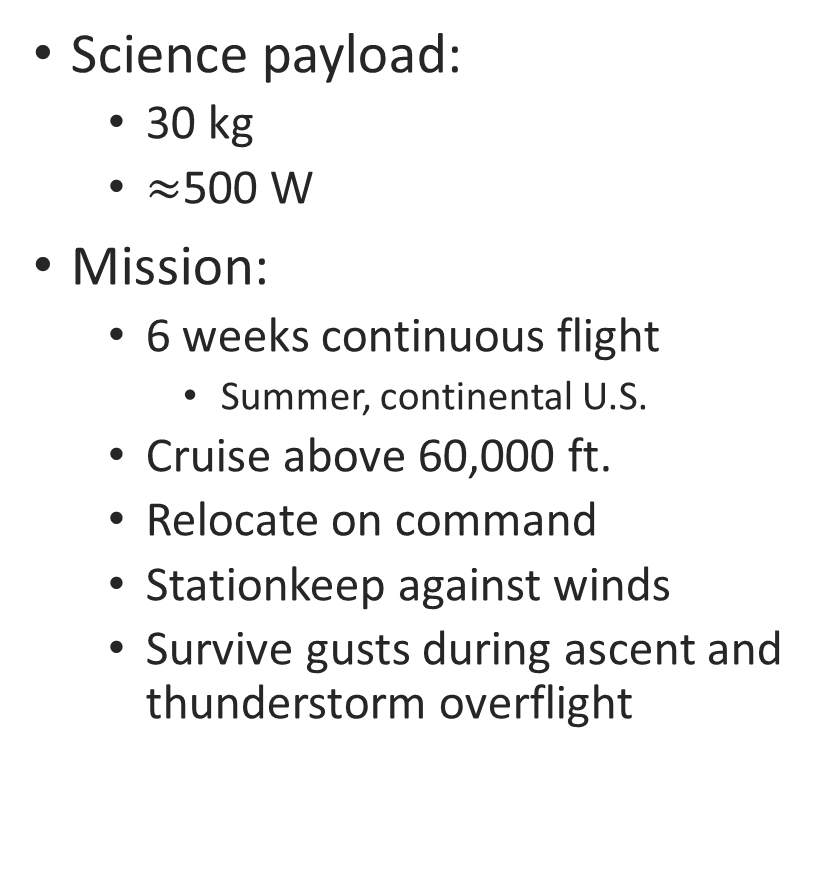 • Science payload:
• 30 kg
• ≈500 W
• Mission:
• 6 weeks continuous flight
• Summer, continental U.S.
• Cruise above 60,000 ft.
• Relocate on command
• Stationkeep against winds
• Survive gusts during ascent and
thunderstorm overflight